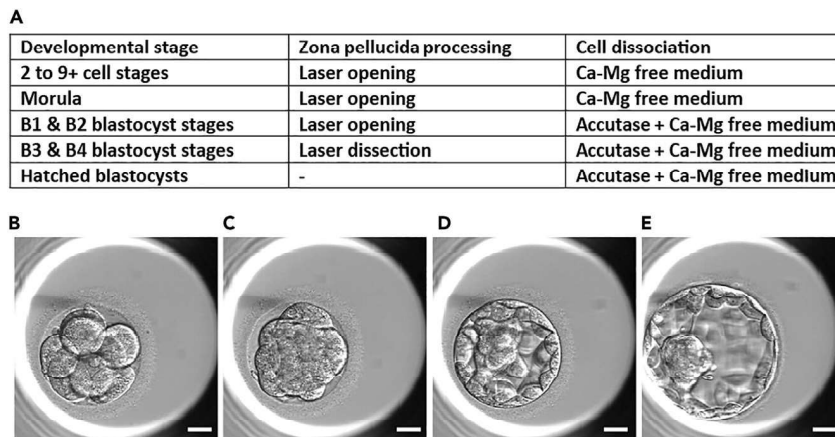 A
Developmental stage Zona pellucida processing Cell dissociation
2 to 9+ cell stages Laser opening Ca-Mg free medium
Morula Laser opening Ca-Mg free medium
B1 & B2 blastocyst stages Laser opening Accutase + Ca-Mg free medium
B3 & B4 blastocyst stages Laser dissection Accutase + Ca-Mg free medium
Hatched blastocysts - Accutase + Ca-Mg free medium
B C D E